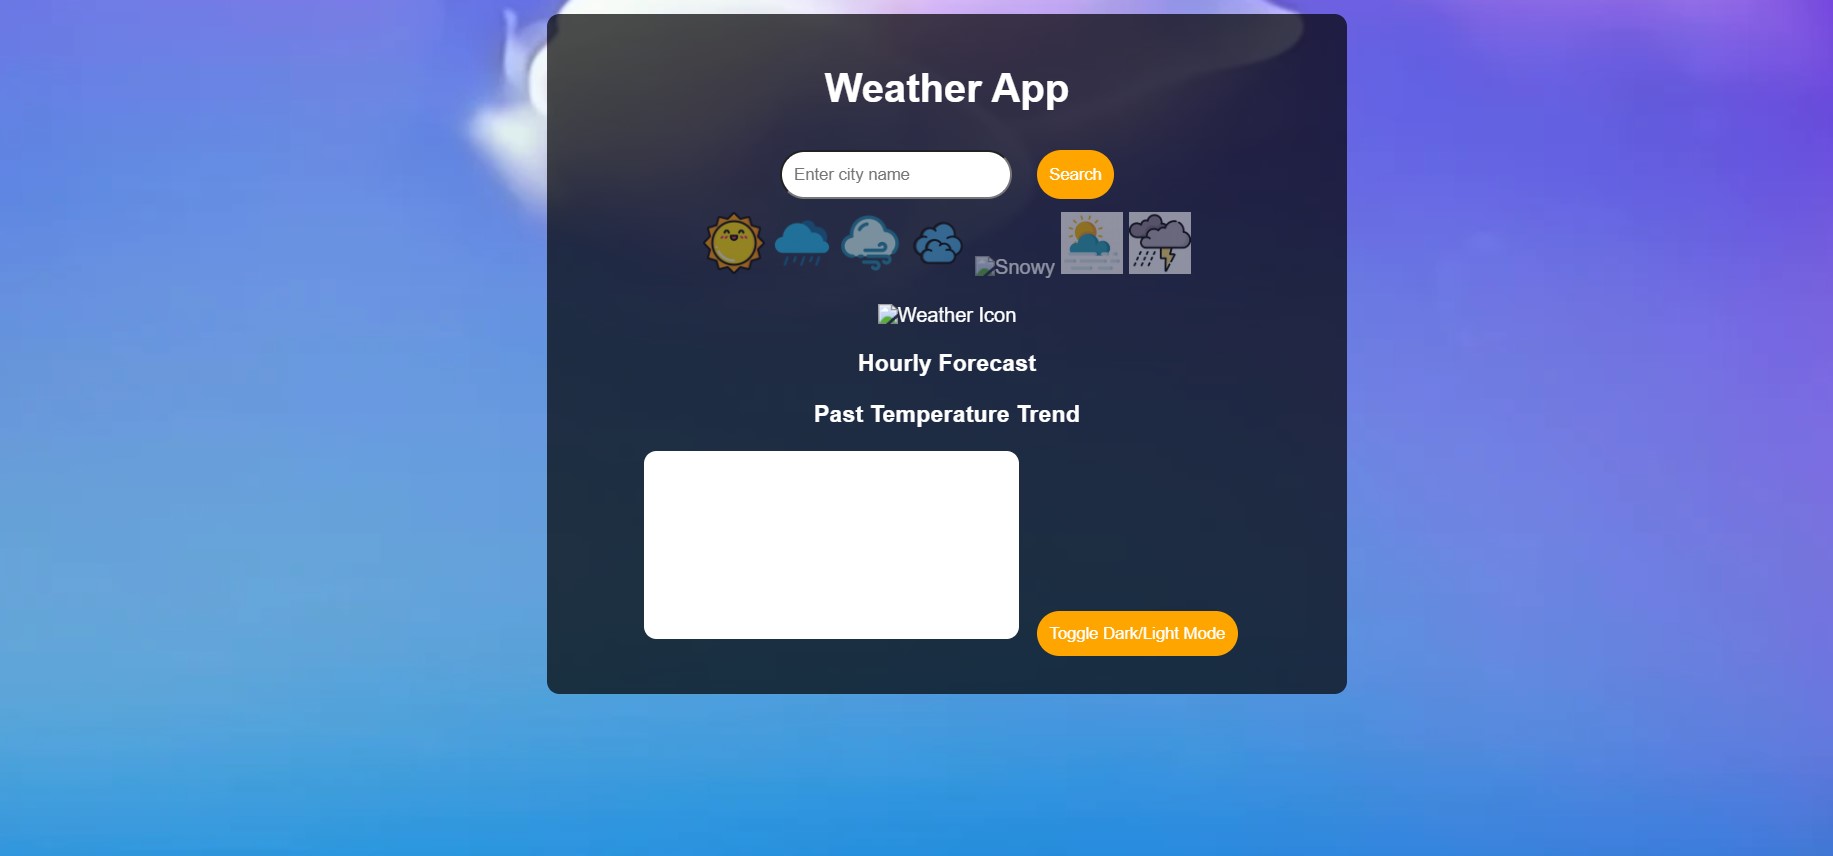 Weather App
Enter city name
Search
Snowy
Weather Icon
Hourly Forecast
Past Temperature Trend
Toggle Dark/Light Mode